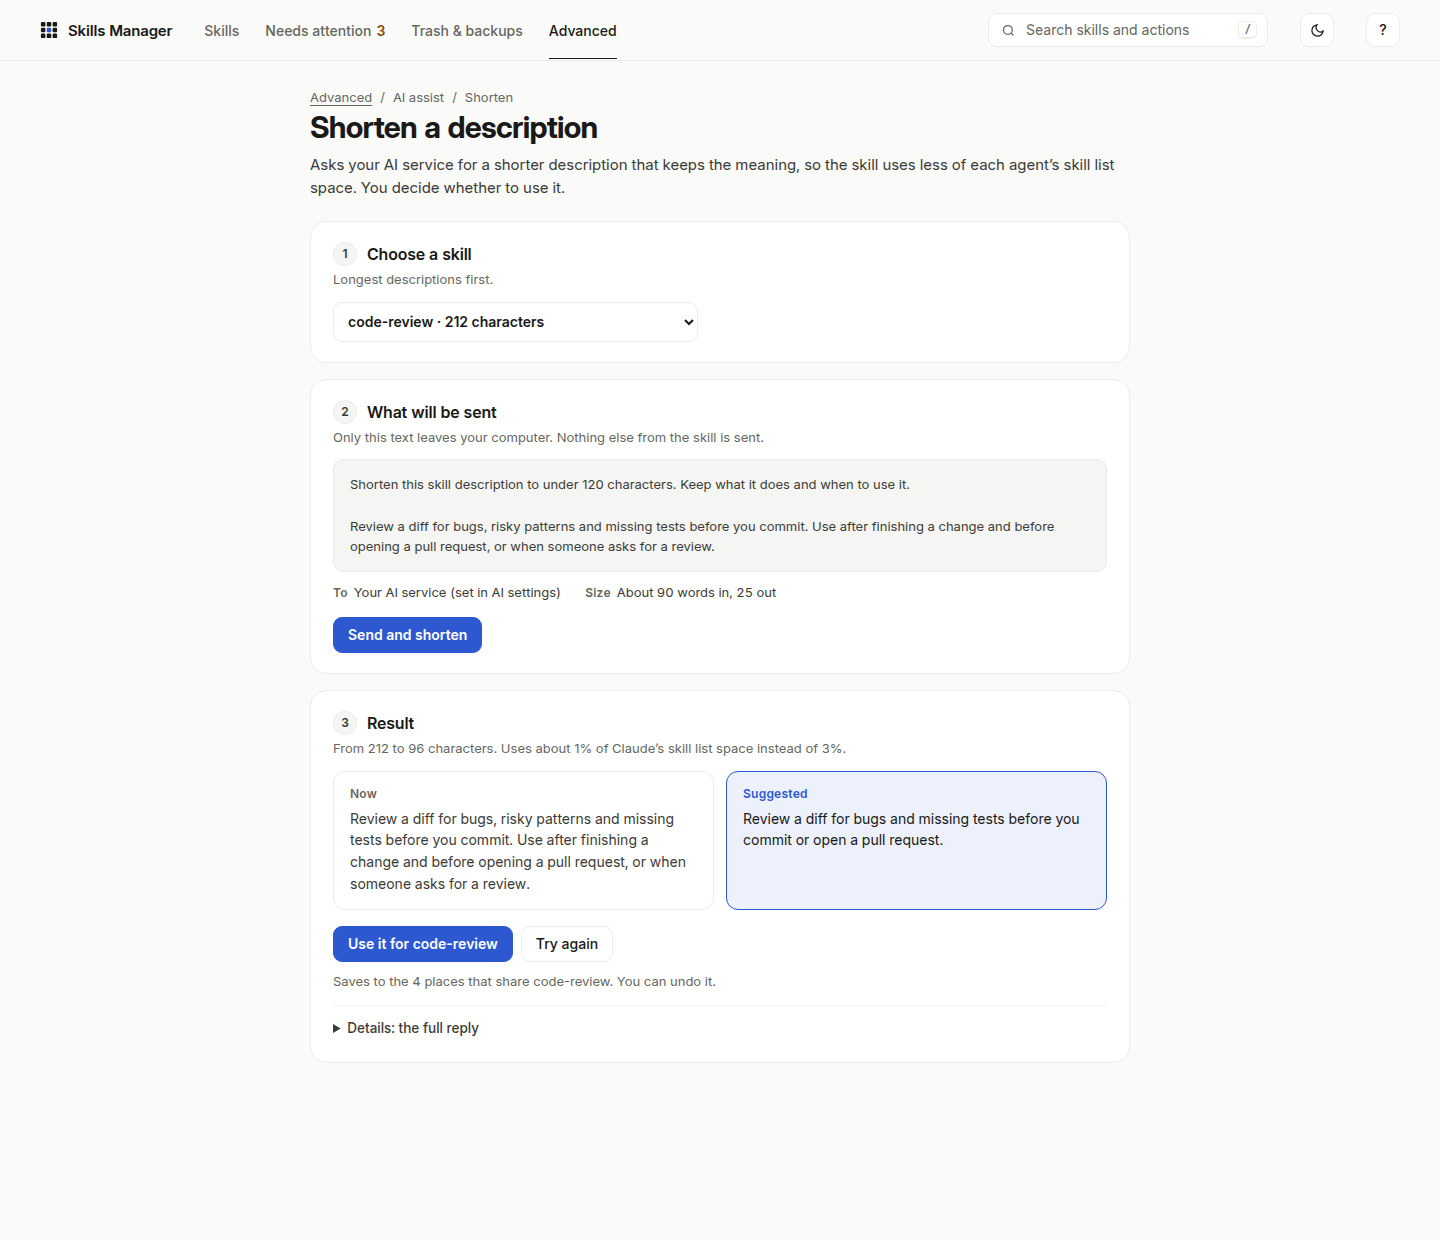 Skills Manager
Skills
Needs attention 3
Trash & backups
Advanced
Search skills and actions
/
?
Advanced / AI assist / Shorten
Shorten a description
Asks your AI service for a shorter description that keeps the meaning, so the skill uses less of each agent’s skill list
space. You decide whether to use it.
1 Choose a skill
Longest descriptions first.
code-review · 212 characters
2 What will be sent
Only this text leaves your computer. Nothing else from the skill is sent.
Shorten this skill description to under 120 characters. Keep what it does and when to use it.
Review a diff for bugs, risky patterns and missing tests before you commit. Use after finishing a change and before
opening a pull request, or when someone asks for a review.
To Your AI service (set in AI settings) Size About 90 words in, 25 out
Send and shorten
3 Result
From 212 to 96 characters. Uses about 1% of Claude’s skill list space instead of 3%.
Now
Review a diff for bugs, risky patterns and missing
tests before you commit. Use after finishing a
change and before opening a pull request, or when
someone asks for a review.
Suggested
Review a diff for bugs and missing tests before you
commit or open a pull request.
Use it for code-review
Try again
Saves to the 4 places that share code-review. You can undo it.
Details: the full reply